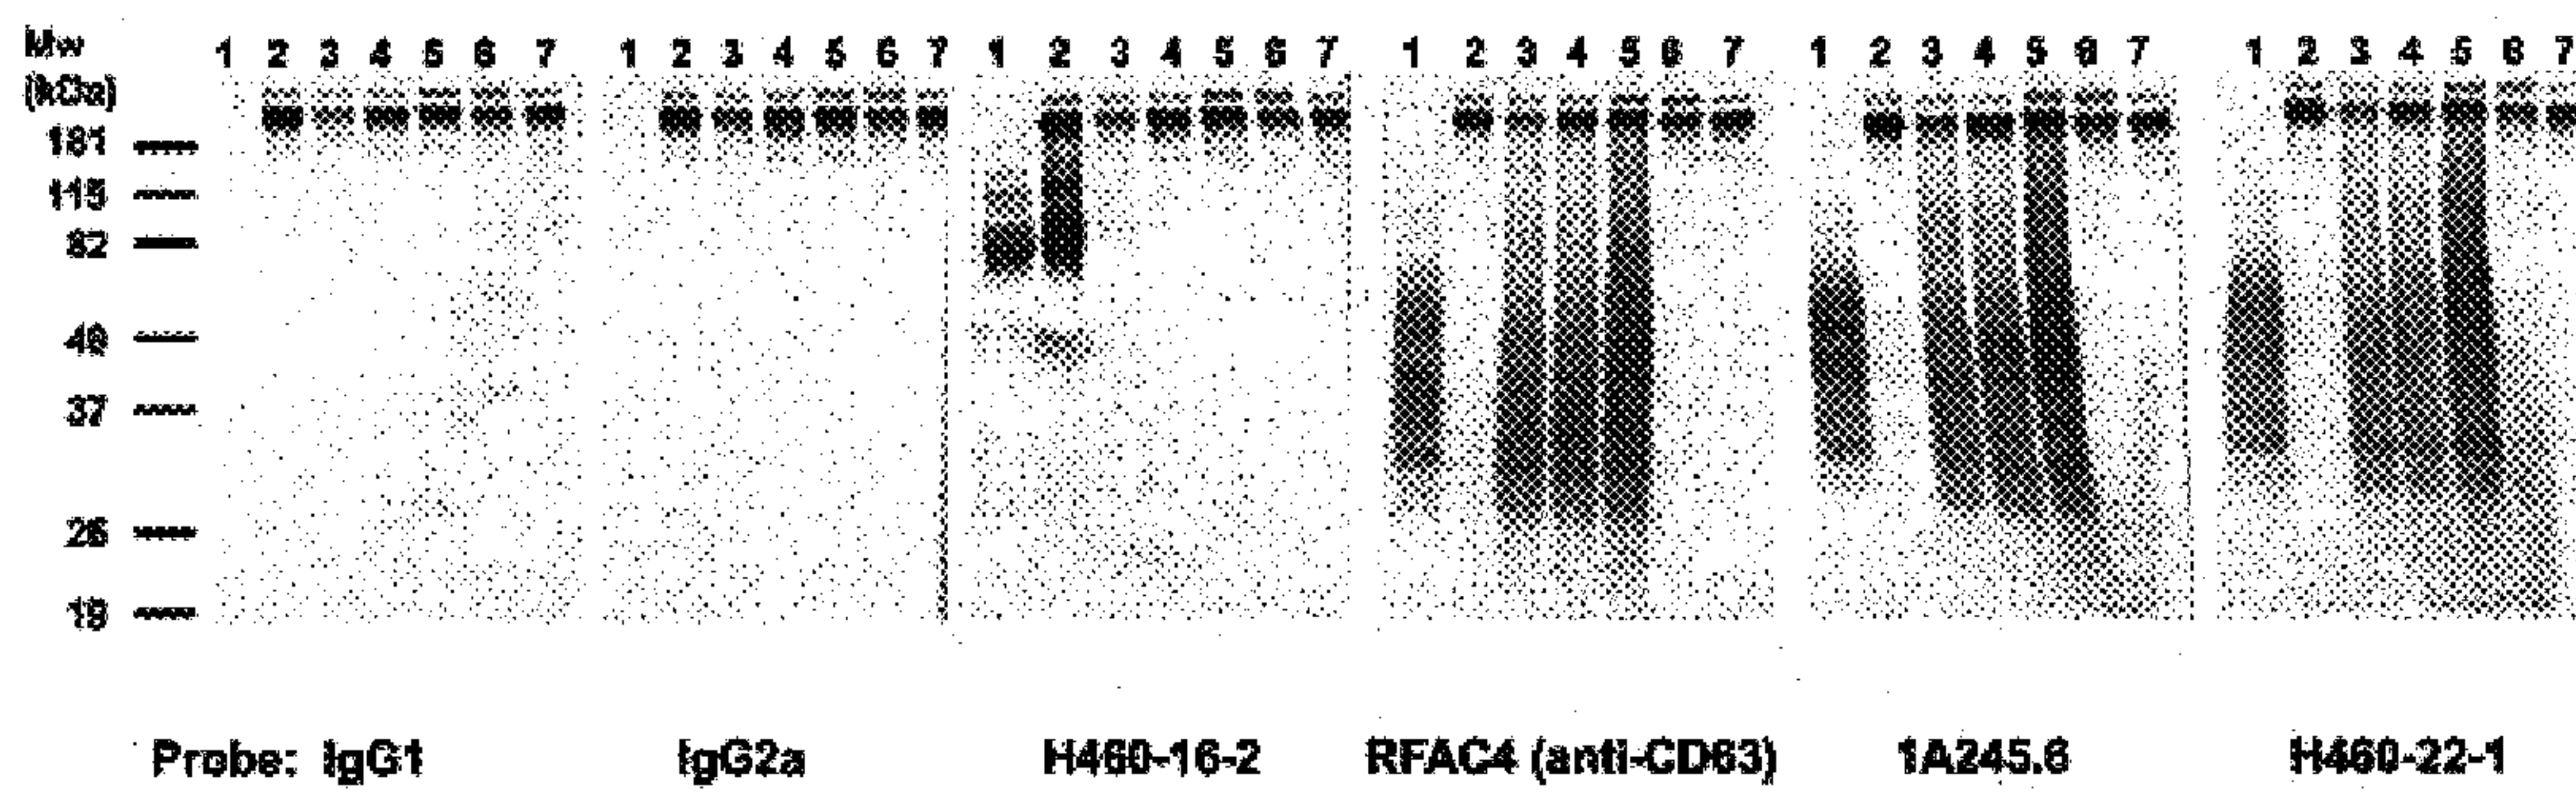 Mw
(kDa)
1 2 3 4 5 6 7 1 2 3 4 5 6 7 1 2 3 4 5 6 7 1 2 3 4 5 6 7 1 2 3 4 5 6 7 1 2 3 4 5 6 7
181
115
82
49
37
26
19
Probe: IgG1 IgG2a H460-16-2 RFAC4 (anti-CD63) 1A245.6 H460-22-1